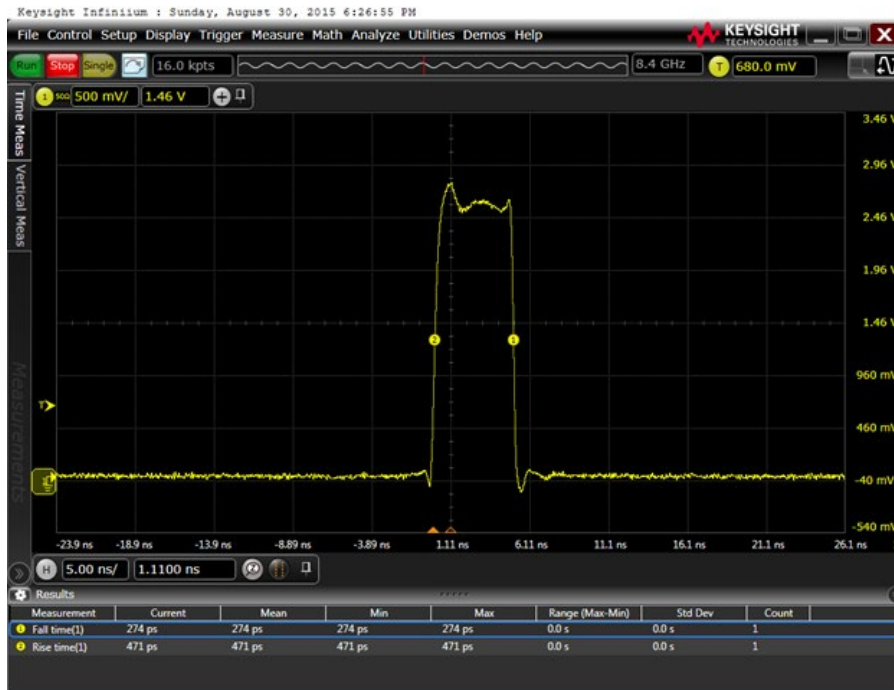 Keysight Infiniium : Sunday, August 30, 2015 6:26:55 PM
File Control Setup Display Trigger Measure Math Analyze Utilities Demos Help
KEYSIGHT
TECHNOLOGIES
Run Stop Single 16.0 kpts 8.4 GHz T 680.0 mV
1 50Ω 500 mV/ 1.46 V
Time Meas
Vertical Meas
Measurements
3.46 V
2.96 V
2.46 V
1.96 V
1.46 V
960 mV
460 mV
-40 mV
-540 mV
2 1
T
-23.9 ns -18.9 ns -13.9 ns -8.89 ns -3.89 ns 1.11 ns 6.11 ns 11.1 ns 16.1 ns 21.1 ns 26.1 ns
H 5.00 ns/ 1.1100 ns
Results
Measurement Current Mean Min Max Range (Max-Min) Std Dev Count
1 Fall time(1) 274 ps 274 ps 274 ps 274 ps 0.0 s 0.0 s 1
2 Rise time(1) 471 ps 471 ps 471 ps 471 ps 0.0 s 0.0 s 1